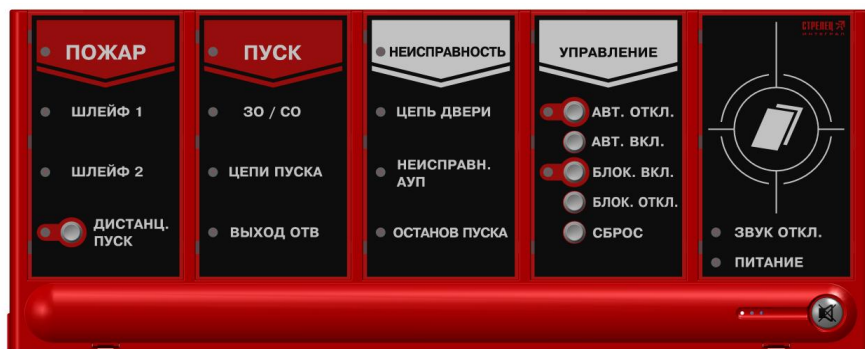 ПОЖАР
ШЛЕЙФ 1
ШЛЕЙФ 2
ДИСТАНЦ.
ПУСК
ПУСК
ЗО / СО
ЦЕПИ ПУСКА
ВЫХОД ОТВ
НЕИСПРАВНОСТЬ
ЦЕПЬ ДВЕРИ
НЕИСПРАВН.
АУП
ОСТАНОВ ПУСКА
УПРАВЛЕНИЕ
АВТ. ОТКЛ.
АВТ. ВКЛ.
БЛОК. ВКЛ.
БЛОК. ОТКЛ.
СБРОС
СТРЕЛЕЦ
ИНТЕГРАЛ
ЗВУК ОТКЛ.
ПИТАНИЕ